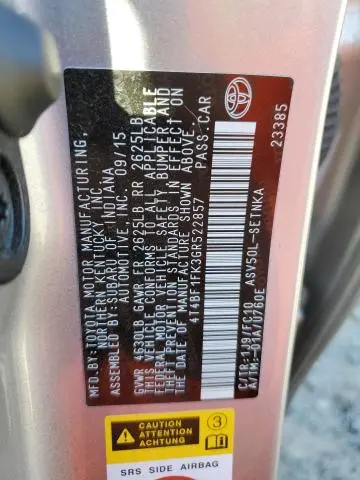 MFD.BY:TOYOTA MOTOR MANUFACTURING,
NORTHERN KENTUCKY, INC.
ASSEMBLED BY: SUBARU OF INDIANA
AUTOMOTIVE, INC. 09/15
GVWR 4630LB GAWR FR 2625LB RR 2625LB
THIS VEHICLE CONFORMS TO ALL APPLICABLE
FEDERAL MOTOR VEHICLE SAFETY, BUMPER, AND
THEFT PREVENTION STANDARDS IN EFFECT ON
THE DATE OF MANUFACTURE SHOWN ABOVE.
4T4BF1FK3GR522857 PASS.CAR
C/TR:1J9/FC10 ASV50L-SETNKA
A/TM:-01A/U760E 23385
TOYOTA
CAUTION
ATTENTION
ACHTUNG
3
SRS SIDE AIRBAG